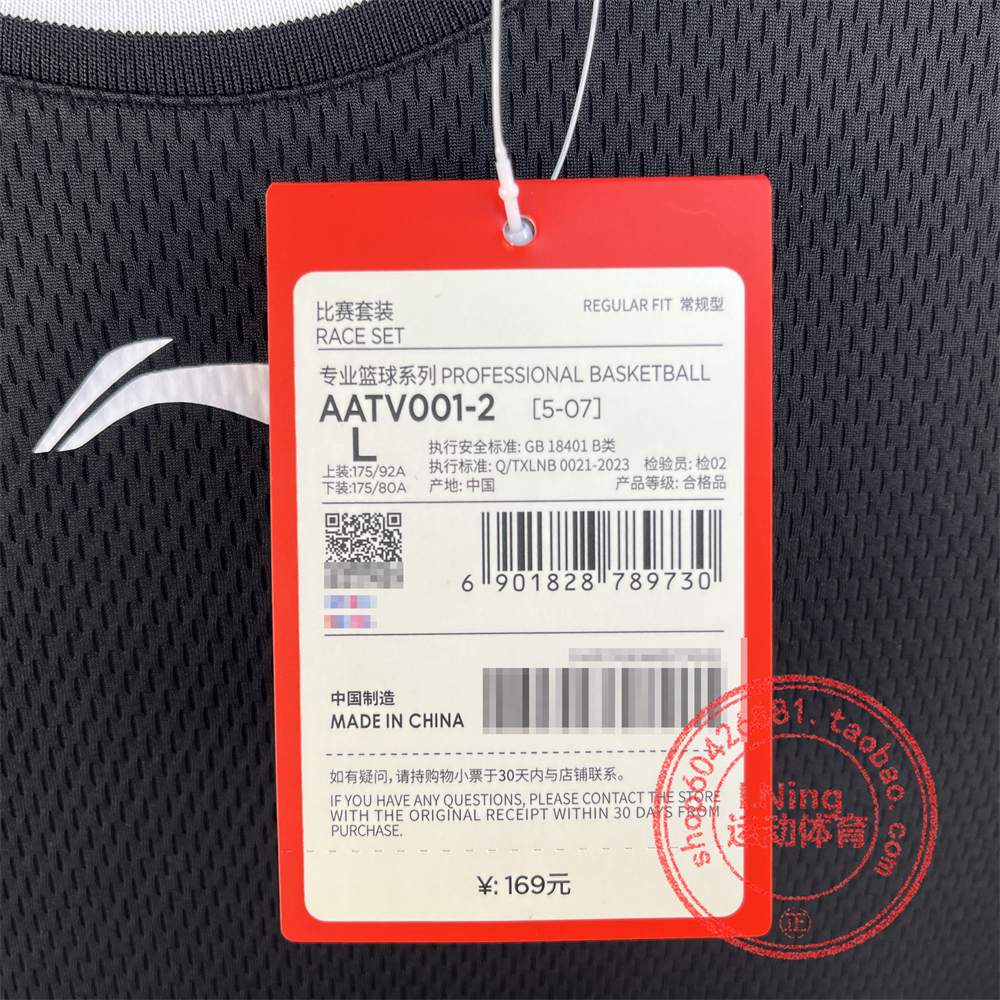 比赛套装
REGULAR FIT 常规型
RACE SET
专业篮球系列 PROFESSIONAL BASKETBALL
AATV001-2 [5-07]
L
执行安全标准: GB 18401 B类
上装:175/92A
执行标准: Q/TXLNB 0021-2023 检验员: 检02
下装:175/80A
产地: 中国 产品等级: 合格品
6 901828 789730
中国制造
MADE IN CHINA
如有疑问,请持购物小票于30天内与店铺联系。
IF YOU HAVE ANY QUESTIONS, PLEASE CONTACT THE STORE
WITH THE ORIGINAL RECEIPT WITHIN 30 DAYS FROM
PURCHASE.
¥: 169元
Ning
运动体育
正